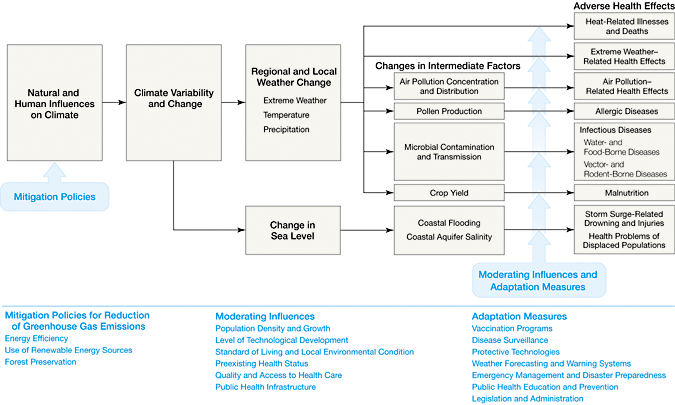 Adverse Health Effects
Heat-Related Illnesses
and Deaths
Extreme Weather–
Related Health Effects
Natural and
Human Influences
on Climate
Climate Variability
and Change
Regional and Local
Weather Change
Extreme Weather
Temperature
Precipitation
Changes in Intermediate Factors
Air Pollution Concentration
and Distribution
Air Pollution–
Related Health Effects
Pollen Production
Allergic Diseases
Microbial Contamination
and Transmission
Infectious Diseases
Water- and
Food-Borne Diseases
Vector- and
Rodent-Borne Diseases
Crop Yield
Malnutrition
Mitigation Policies
Change in
Sea Level
Coastal Flooding
Coastal Aquifer Salinity
Storm Surge-Related
Drowning and Injuries
Health Problems of
Displaced Populations
Moderating Influences and
Adaptation Measures
Mitigation Policies for Reduction
of Greenhouse Gas Emissions
Energy Efficiency
Use of Renewable Energy Sources
Forest Preservation
Moderating Influences
Population Density and Growth
Level of Technological Development
Standard of Living and Local Environmental Condition
Preexisting Health Status
Quality and Access to Health Care
Public Health Infrastructure
Adaptation Measures
Vaccination Programs
Disease Surveillance
Protective Technologies
Weather Forecasting and Warning Systems
Emergency Management and Disaster Preparedness
Public Health Education and Prevention
Legislation and Administration